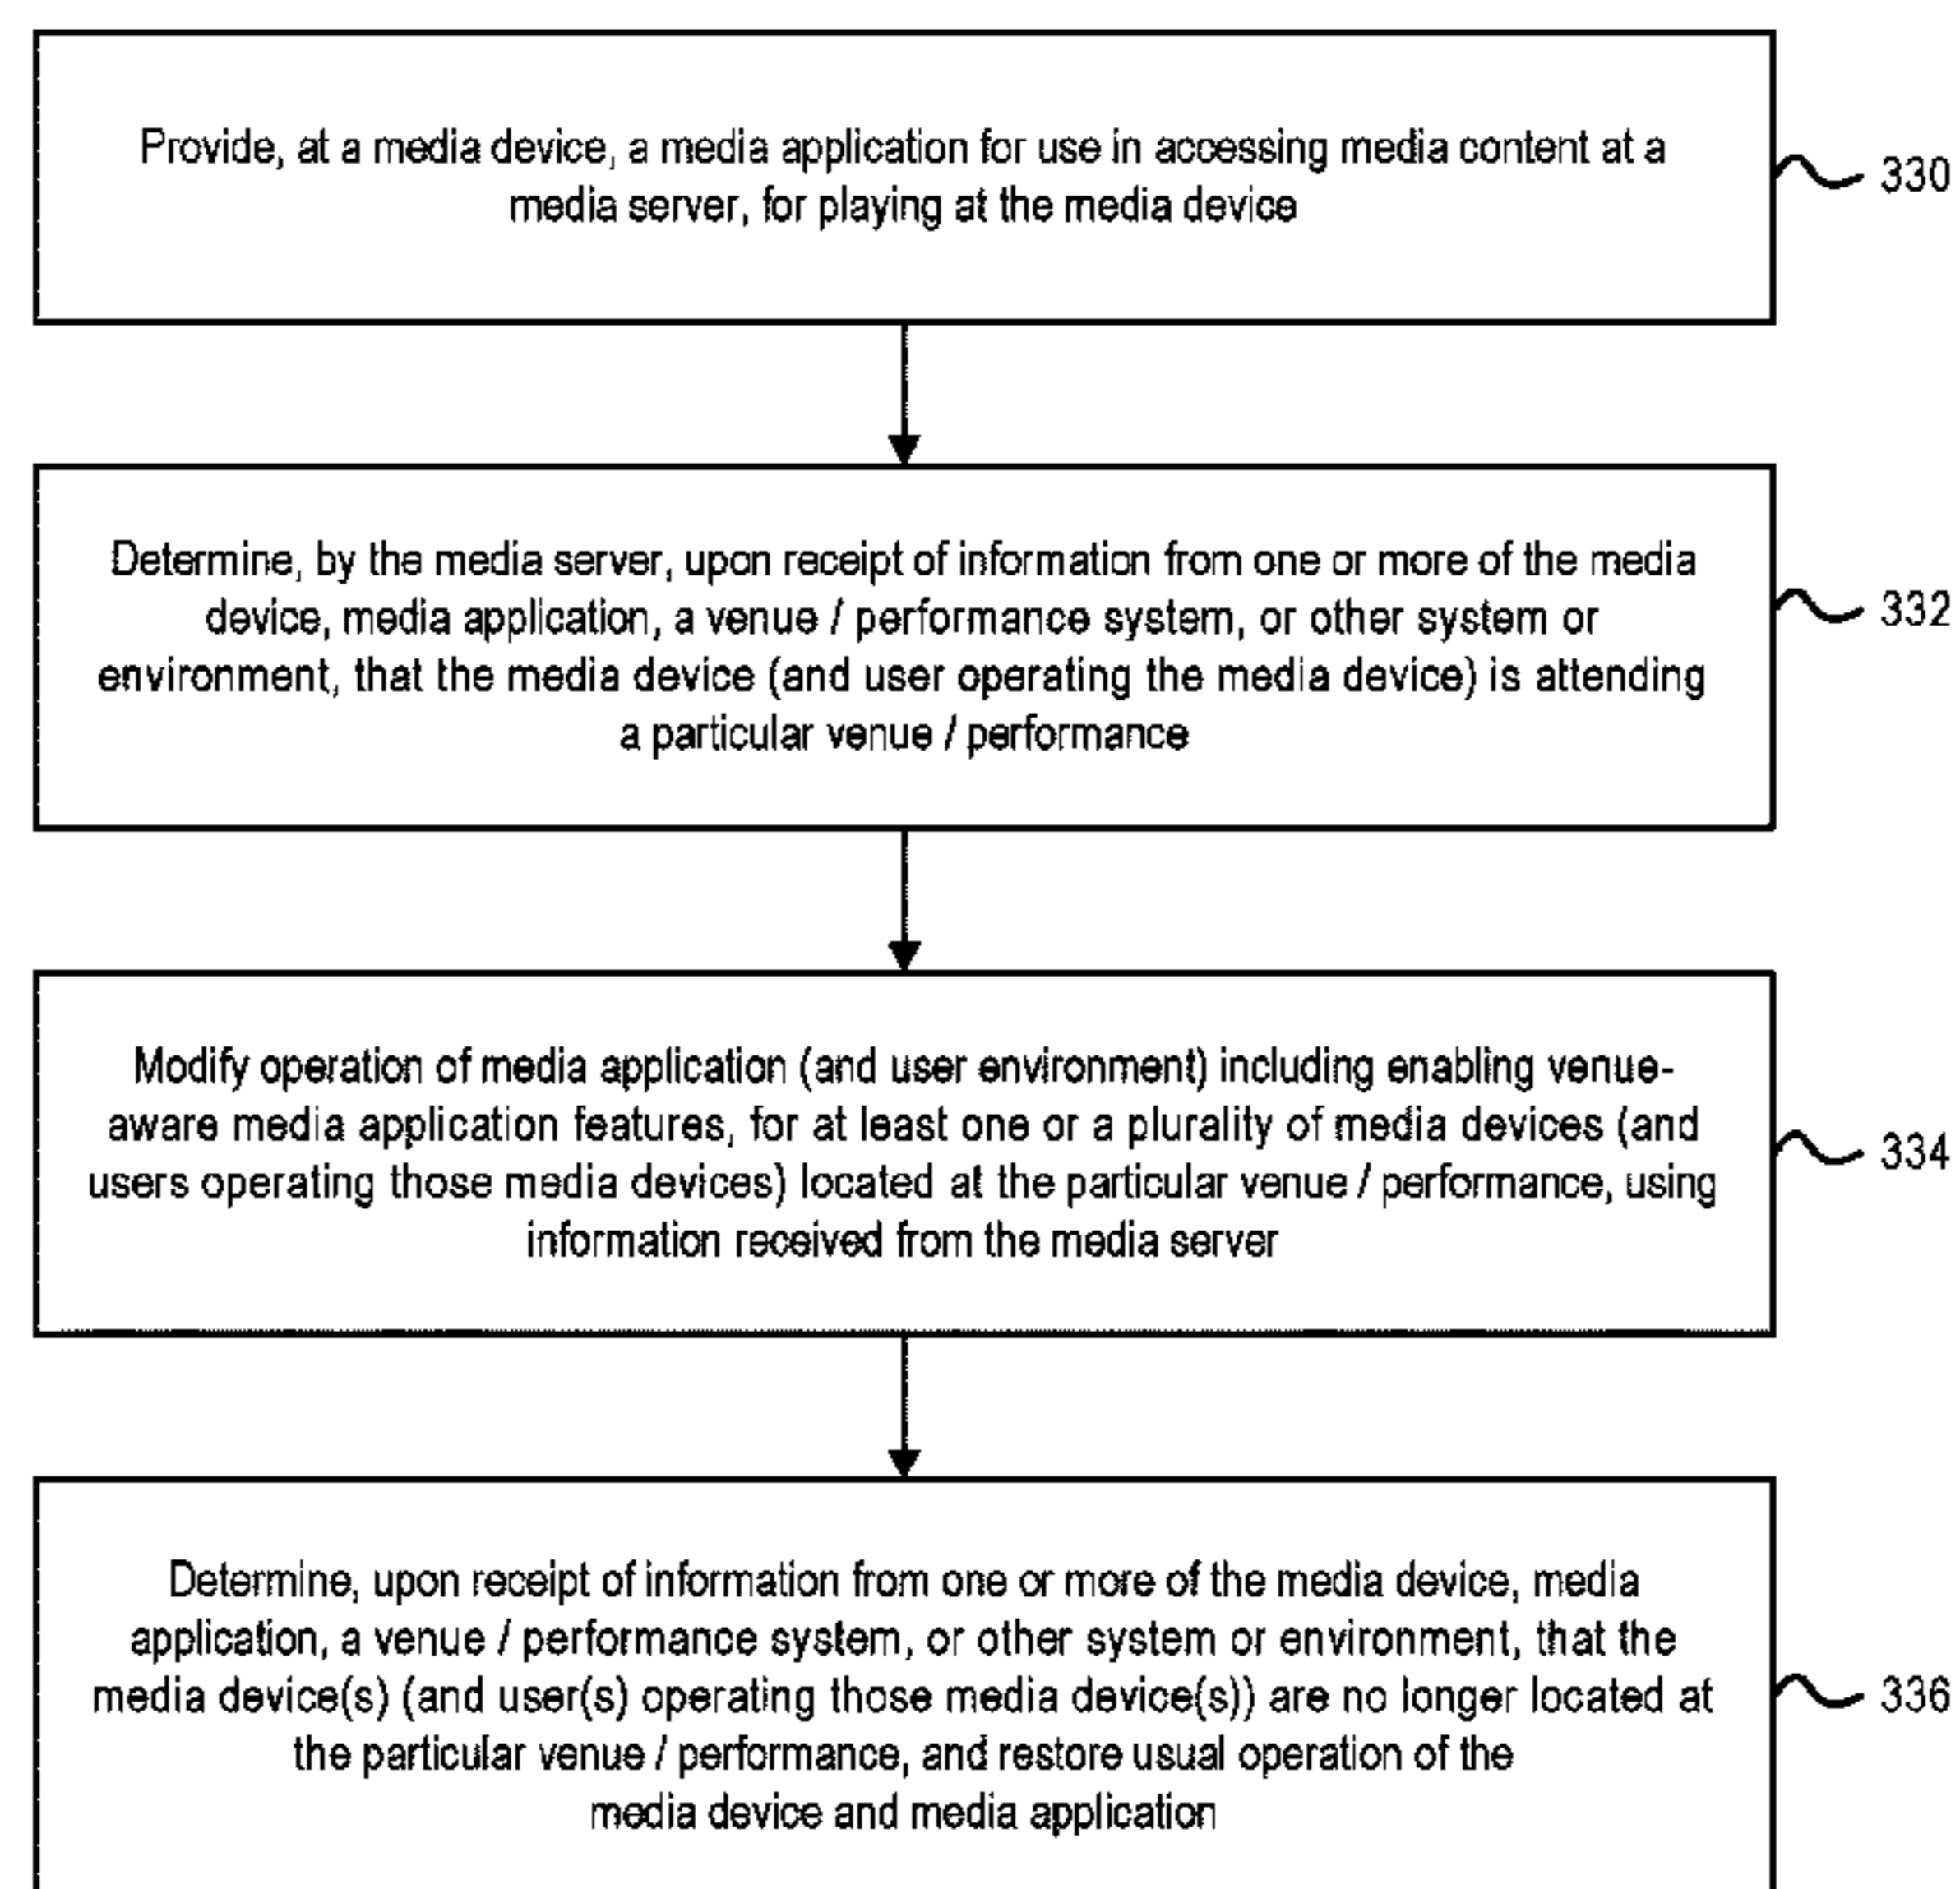 Provide, at a media device, a media application for use in accessing media content at a
media server, for playing at the media device
330
Determine, by the media server, upon receipt of information from one or more of the media
device, media application, a venue / performance system, or other system or
environment, that the media device (and user operating the media device) is attending
a particular venue / performance
332
Modify operation of media application (and user environment) including enabling venue-
aware media application features, for at least one or a plurality of media devices (and
users operating those media devices) located at the particular venue / performance, using
information received from the media server
334
Determine, upon receipt of information from one or more of the media device, media
application, a venue / performance system, or other system or environment, that the
media device(s) (and user(s) operating those media device(s)) are no longer located at
the particular venue / performance, and restore usual operation of the
media device and media application
336